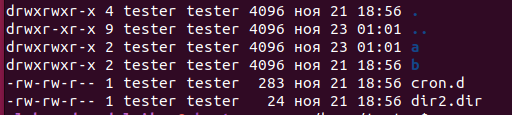 drwxrwxr-x 4 tester tester 4096 ноя 21 18:56 .
drwxr-xr-x 9 tester tester 4096 ноя 23 01:01 ..
drwxrwxr-x 2 tester tester 4096 ноя 23 01:01 a
drwxrwxr-x 2 tester tester 4096 ноя 21 18:56 b
-rw-rw-r-- 1 tester tester  283 ноя 21 18:56 cron.d
-rw-rw-r-- 1 tester tester   24 ноя 21 18:56 dir2.dir